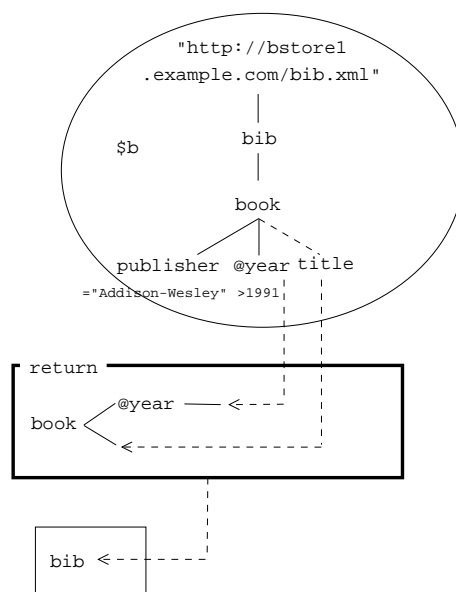 "http://bstore1
.example.com/bib.xml"
$b
bib
book
publisher @year title
="Addison-Wesley" >1991
return
@year
book
bib